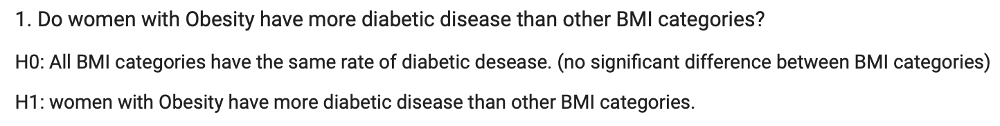 1. Do women with Obesity have more diabetic disease than other BMI categories?
H0: All BMI categories have the same rate of diabetic desease. (no significant difference between BMI categories)
H1: women with Obesity have more diabetic disease than other BMI categories.